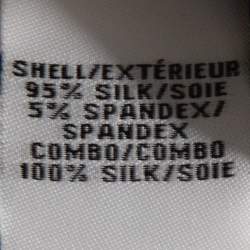 SHELL/EXTÉRIEUR
95% SILK/SOIE
5% SPANDEX/
SPANDEX
COMBO/COMBO
100% SILK/SOIE